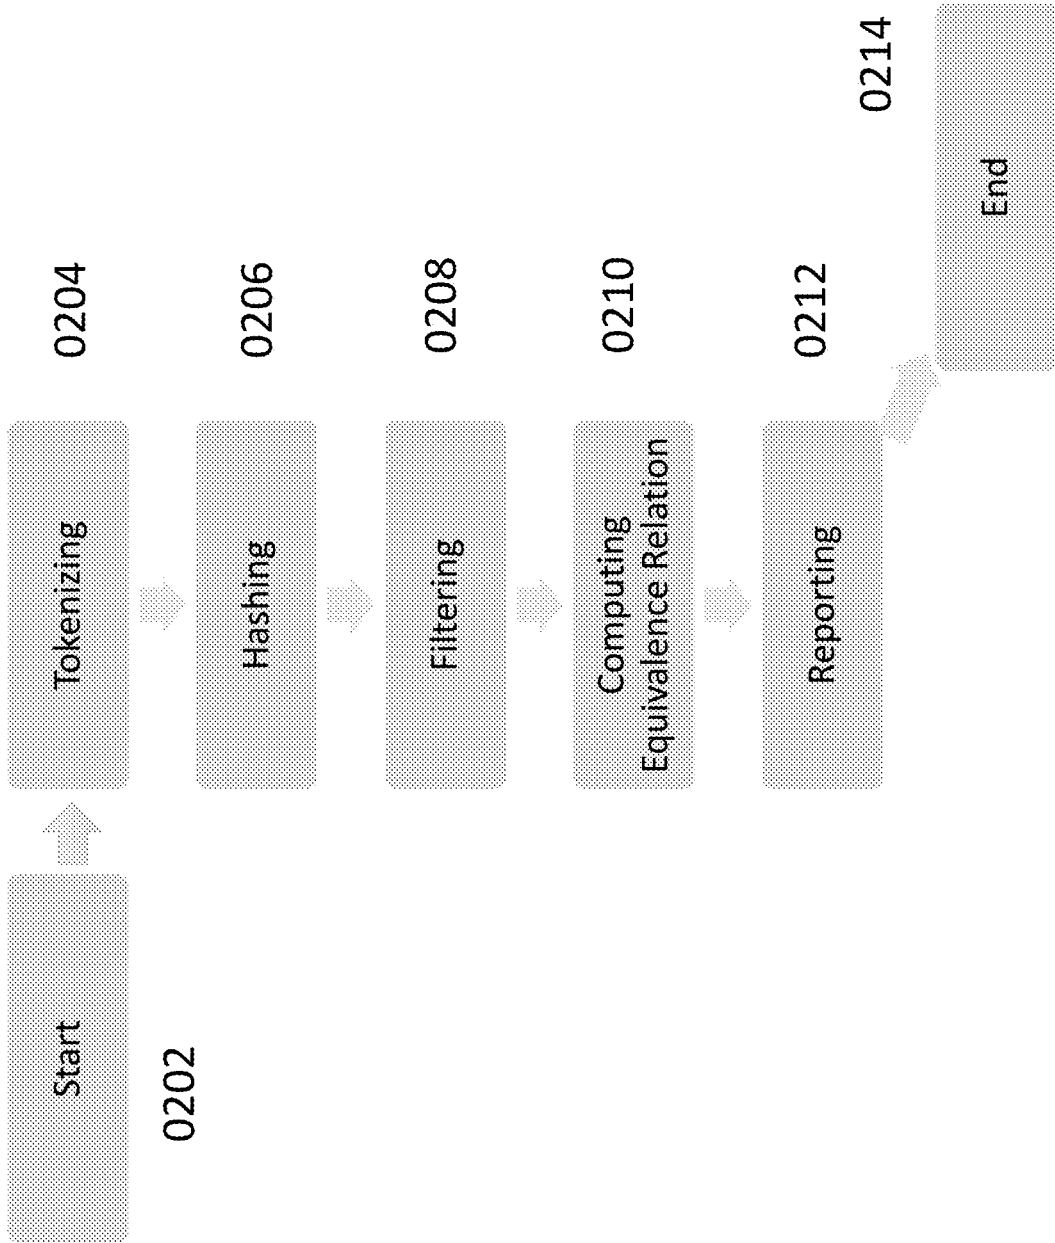 Start
0202
Tokenizing
0204
Hashing
0206
Filtering
0208
Computing
Equivalence Relation
0210
Reporting
0212
End
0214